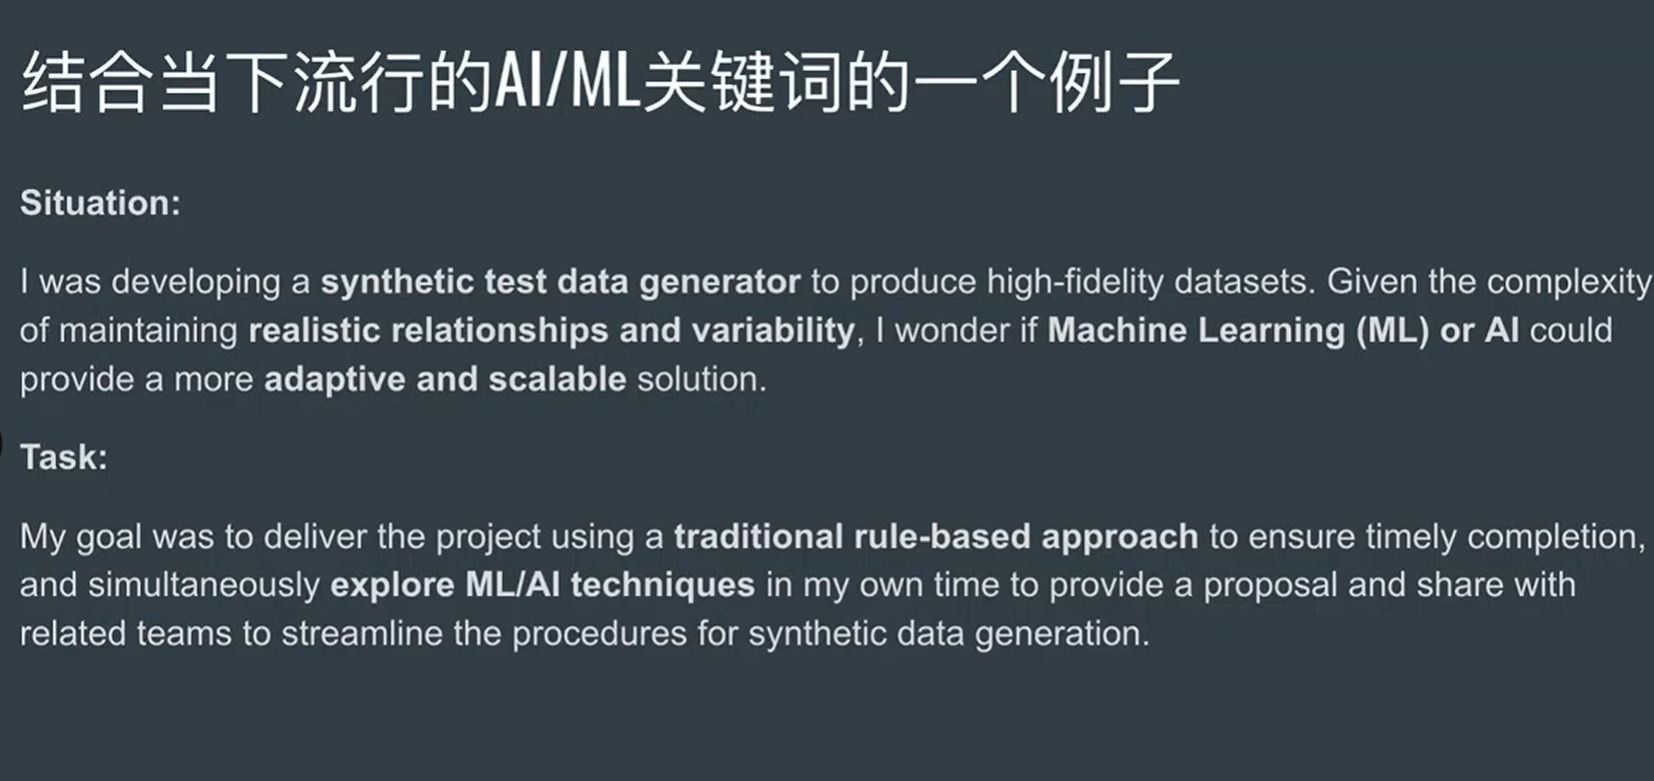 结合当下流行的AI/ML关键词的一个例子
Situation:
I was developing a synthetic test data generator to produce high-fidelity datasets. Given the complexity
of maintaining realistic relationships and variability, I wonder if Machine Learning (ML) or AI could
provide a more adaptive and scalable solution.
Task:
My goal was to deliver the project using a traditional rule-based approach to ensure timely completion,
and simultaneously explore ML/AI techniques in my own time to provide a proposal and share with
related teams to streamline the procedures for synthetic data generation.